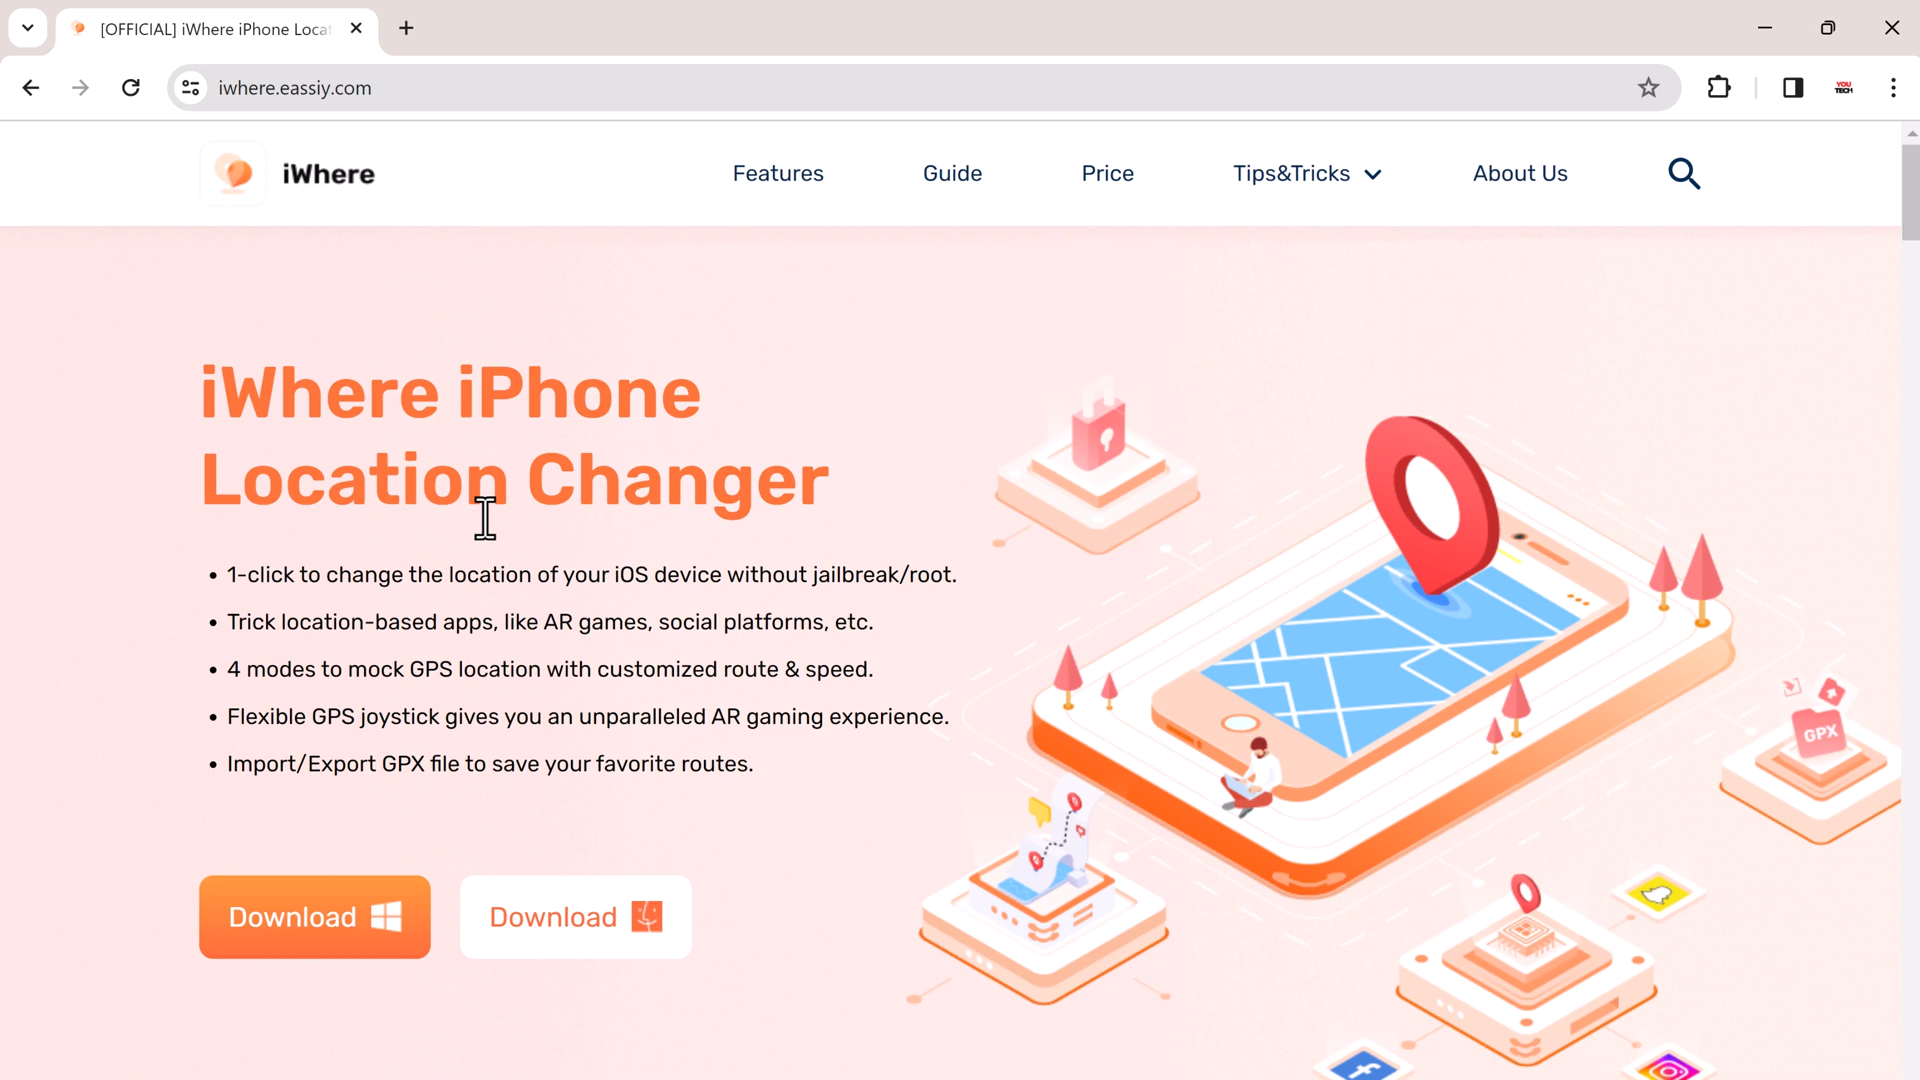 [OFFICIAL] iWhere iPhone Locat
iwhere.eassiy.com
YOU
TECH
iWhere
Features
Guide
Price
Tips&Tricks
About Us
iWhere iPhone
Location Changer
• 1-click to change the location of your iOS device without jailbreak/root.
• Trick location-based apps, like AR games, social platforms, etc.
• 4 modes to mock GPS location with customized route & speed.
• Flexible GPS joystick gives you an unparalleled AR gaming experience.
• Import/Export GPX file to save your favorite routes.
GPX
Download
Download